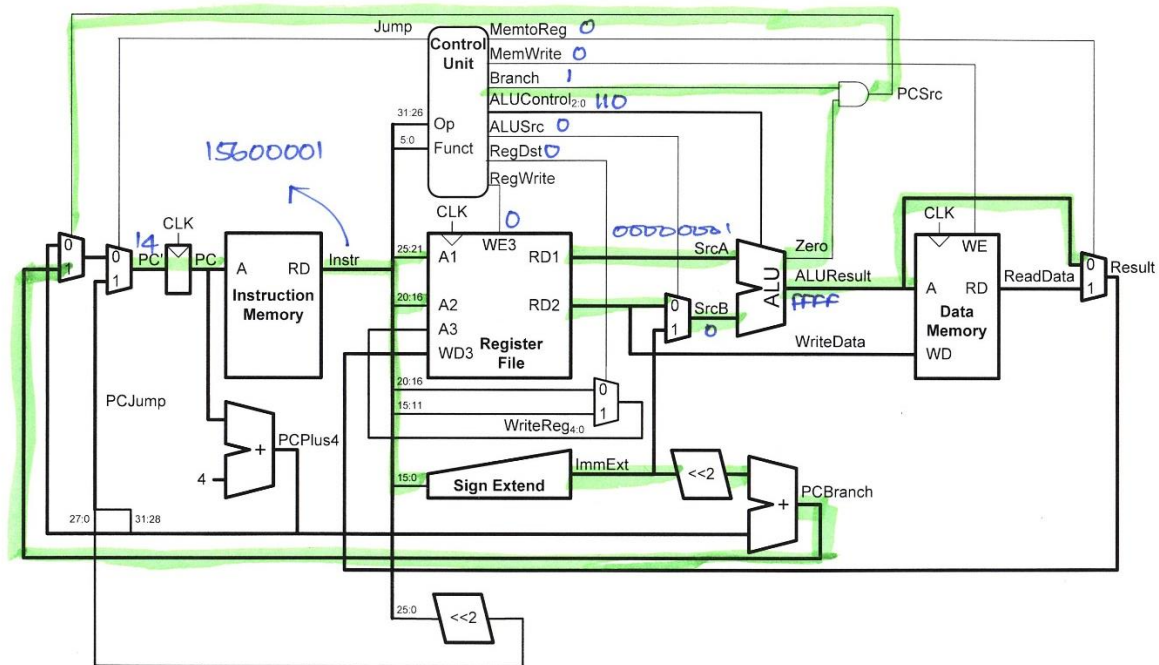 Jump
MemtoReg 0
Control Unit
MemWrite 0
Branch 1
ALUControl2:0 110
PCSrc
31:26 Op
ALUSrc 0
5:0 Funct
RegDst 0
15600001
RegWrite
0
CLK
CLK
CLK
14
00000001
0
1
0
1
PC'
PC
A RD
Instr
Instruction Memory
25:21
A1
WE3
RD1
SrcA
Zero
WE
20:16
A2
RD2
0
1
SrcB
0
ALU
ALUResult
ffff
A RD
ReadData
0
1
Result
A3
Data Memory
WD3
Register File
WriteData
WD
20:16
0
15:11
1
PCJump
WriteReg4:0
+
PCPlus4
4
ImmExt
15:0
Sign Extend
<<2
PCBranch
+
27:0
31:28
25:0
<<2